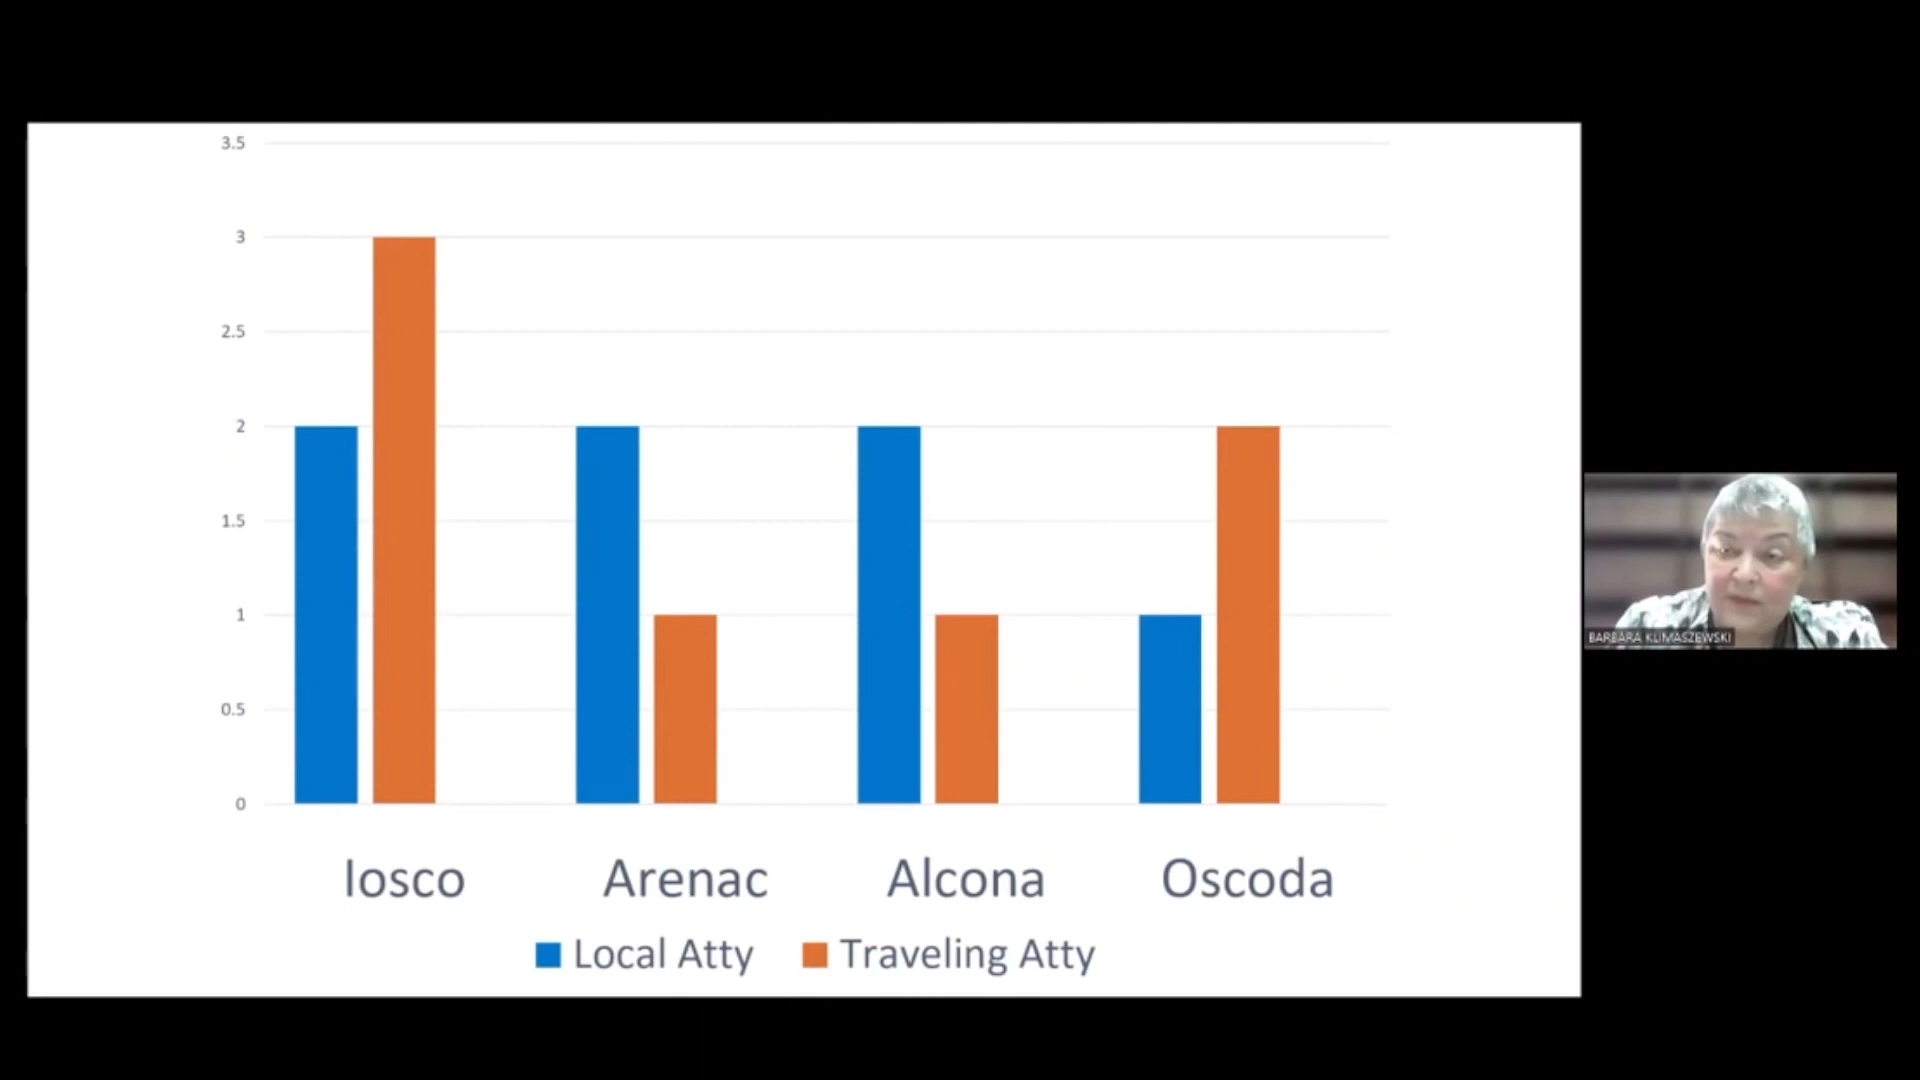 3.5
3
2.5
2
1.5
1
0.5
0
Iosco Arenac Alcona Oscoda
Local Atty Traveling Atty
BARBARA KLIMASZEWSKI